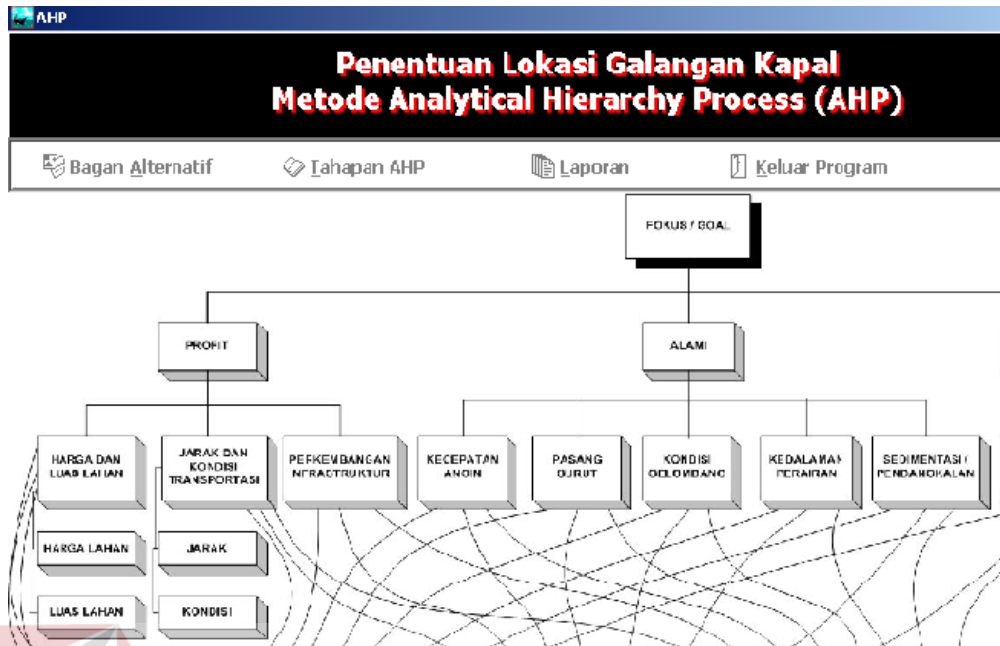 AHP
Penentuan Lokasi Galangan Kapal
Metode Analytical Hierarchy Process (AHP)
Bagan Alternatif
Tahapan AHP
Laporan
Keluar Program
FOKUS / GOAL
PROFIT
ALAMI
HARGA DAN
LUAS LAHAN
JARAK DAN
KONDISI
TRANSPORTASI
PERKEMBANGAN
INFRASTRUKTUR
KECEPATAN
ANGIN
PASANG
SURUT
KONDISI
GELOMBANG
KEDALAMAN
PERAIRAN
SEDIMENTASI /
PENDANGKALAN
HARGA LAHAN
JARAK
LUAS LAHAN
KONDISI